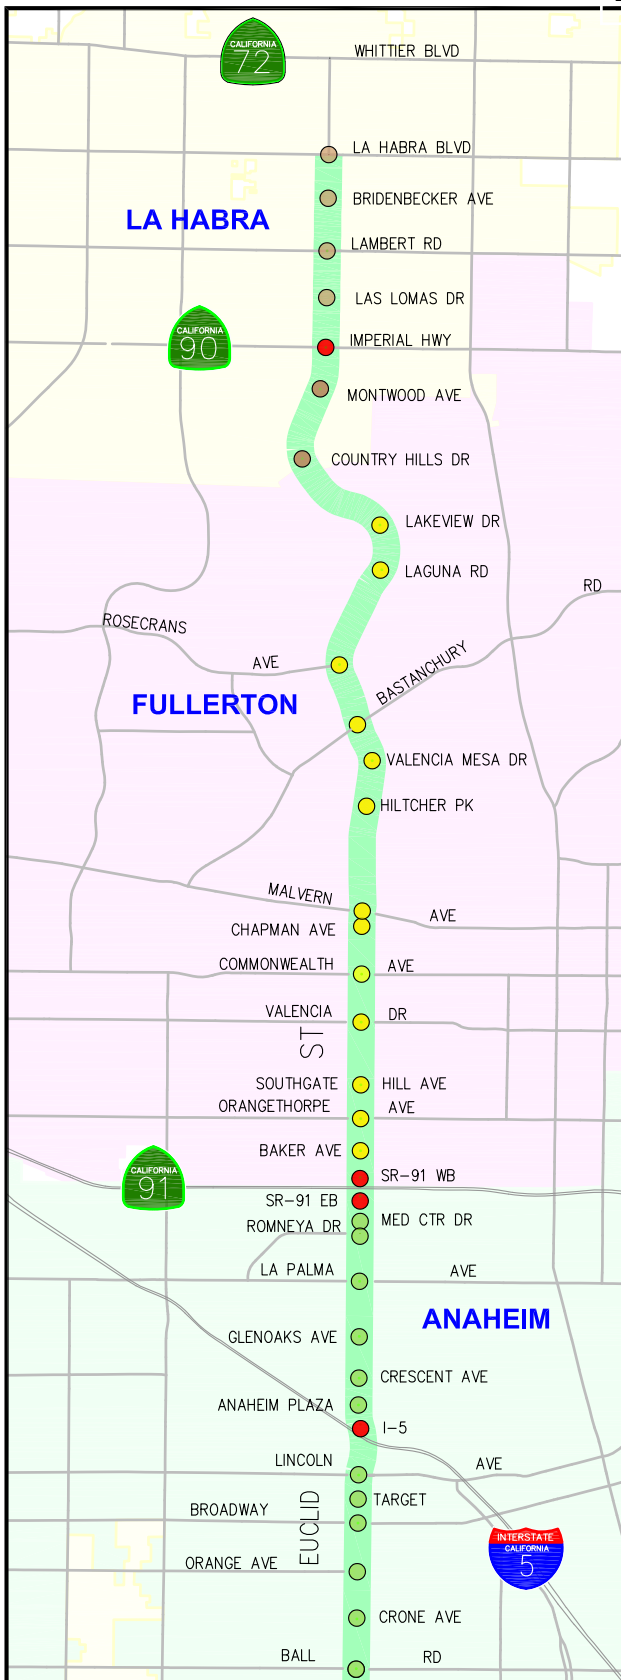 CALIFORNIA
72
WHITTIER BLVD
LA HABRA BLVD
BRIDENBECKER AVE
LA HABRA
LAMBERT RD
LAS LOMAS DR
CALIFORNIA
90
IMPERIAL HWY
MONTWOOD AVE
COUNTRY HILLS DR
LAKEVIEW DR
LAGUNA RD
RD
ROSECRANS
AVE
BASTANCHURY
FULLERTON
VALENCIA MESA DR
HILTCHER PK
MALVERN
AVE
CHAPMAN AVE
COMMONWEALTH
AVE
VALENCIA
DR
ST
SOUTHGATE
HILL AVE
ORANGETHORPE
AVE
BAKER AVE
CALIFORNIA
91
SR-91 WB
SR-91 EB
MED CTR DR
ROMNEYA DR
LA PALMA
AVE
ANAHEIM
GLENOAKS AVE
CRESCENT AVE
ANAHEIM PLAZA
I-5
LINCOLN
AVE
TARGET
EUCLID
BROADWAY
INTERSTATE
CALIFORNIA
5
ORANGE AVE
CRONE AVE
BALL
RD